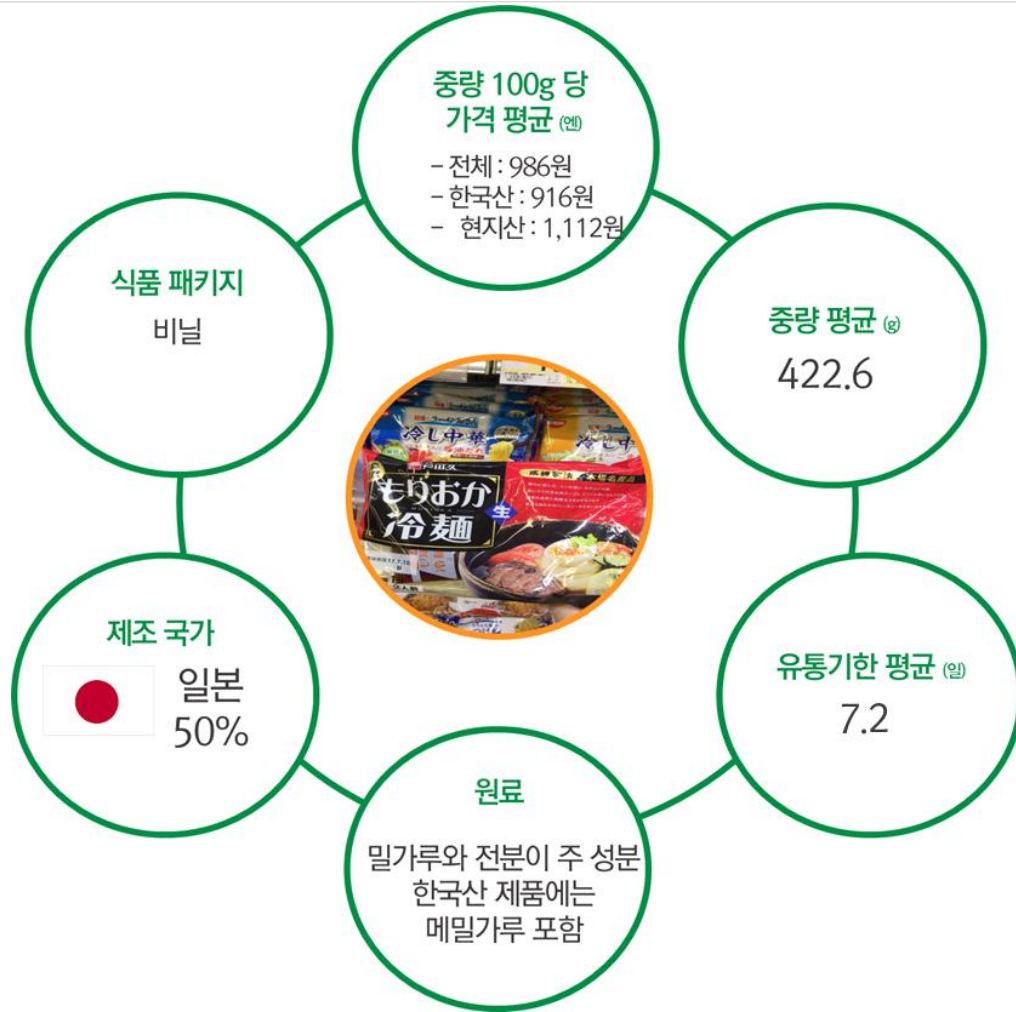 중량 100g 당
가격 평균 (엔)
- 전체 : 986원
- 한국산 : 916원
- 현지산 : 1,112원
식품 패키지
비닐
중량 평균 (g)
422.6
冷し中華
冷し中
もりおか
生
冷麺
제조 국가
일본
50%
유통기한 평균 (일)
7.2
원료
밀가루와 전분이 주 성분
한국산 제품에는
메밀가루 포함